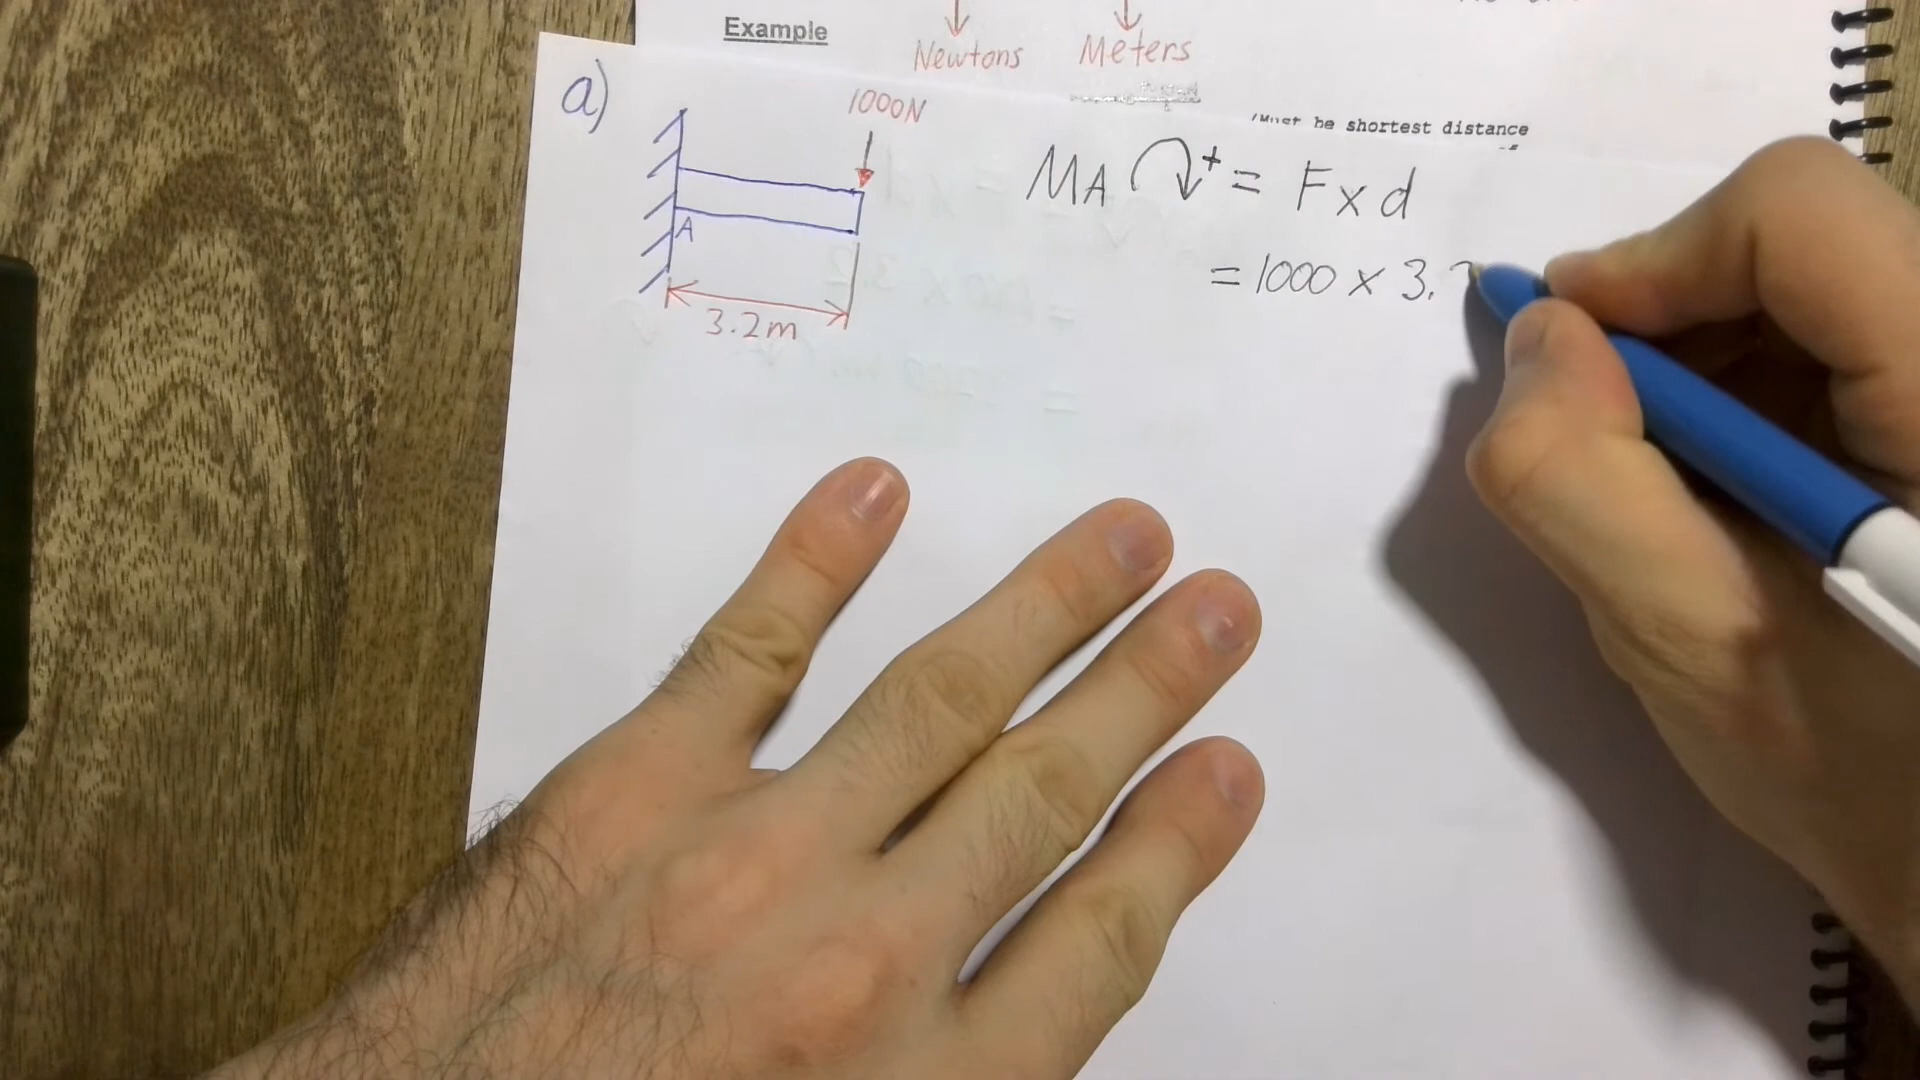 Example
Newtons Meters
a)
1000N
Must be shortest distance
MA + = F x d
A
= 1000 x 3.
3.2m